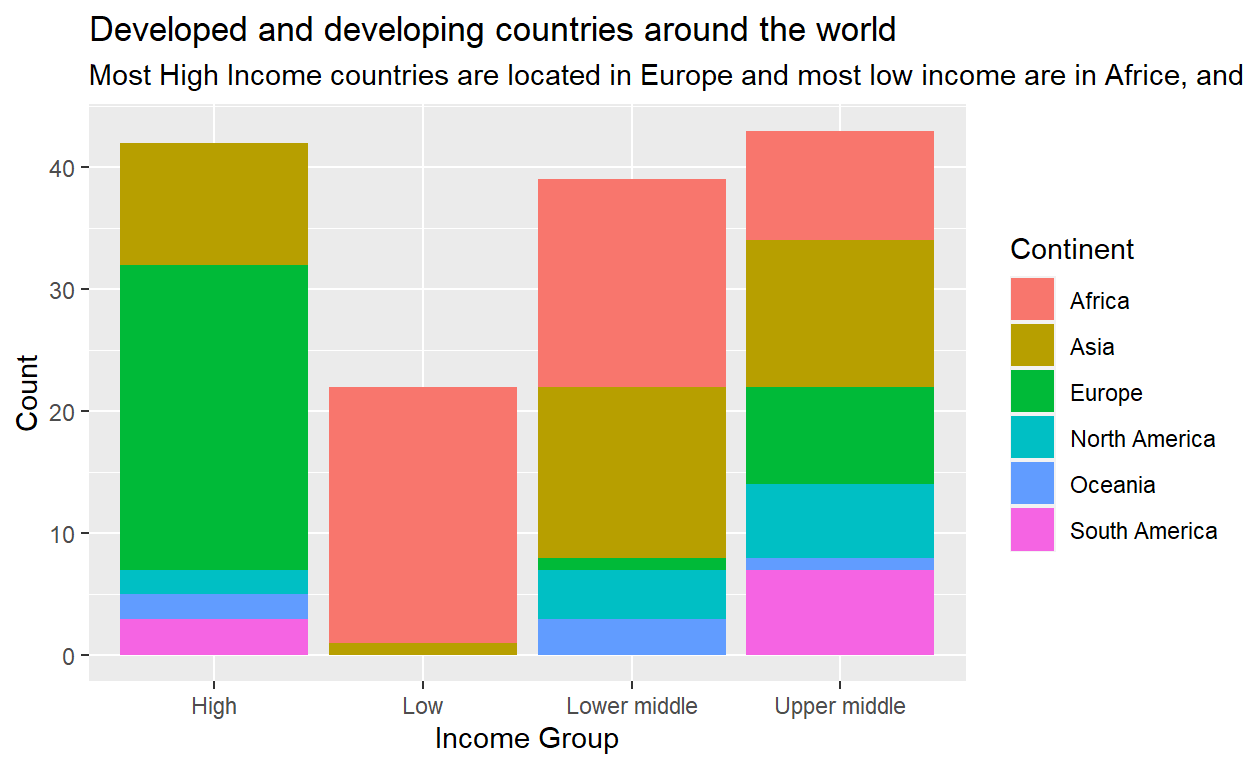 Developed and developing countries around the world
Most High Income countries are located in Europe and most low income are in Africe, and
Count
40
30
20
10
0
High
Low
Lower middle
Upper middle
Income Group
Continent
Africa
Asia
Europe
North America
Oceania
South America